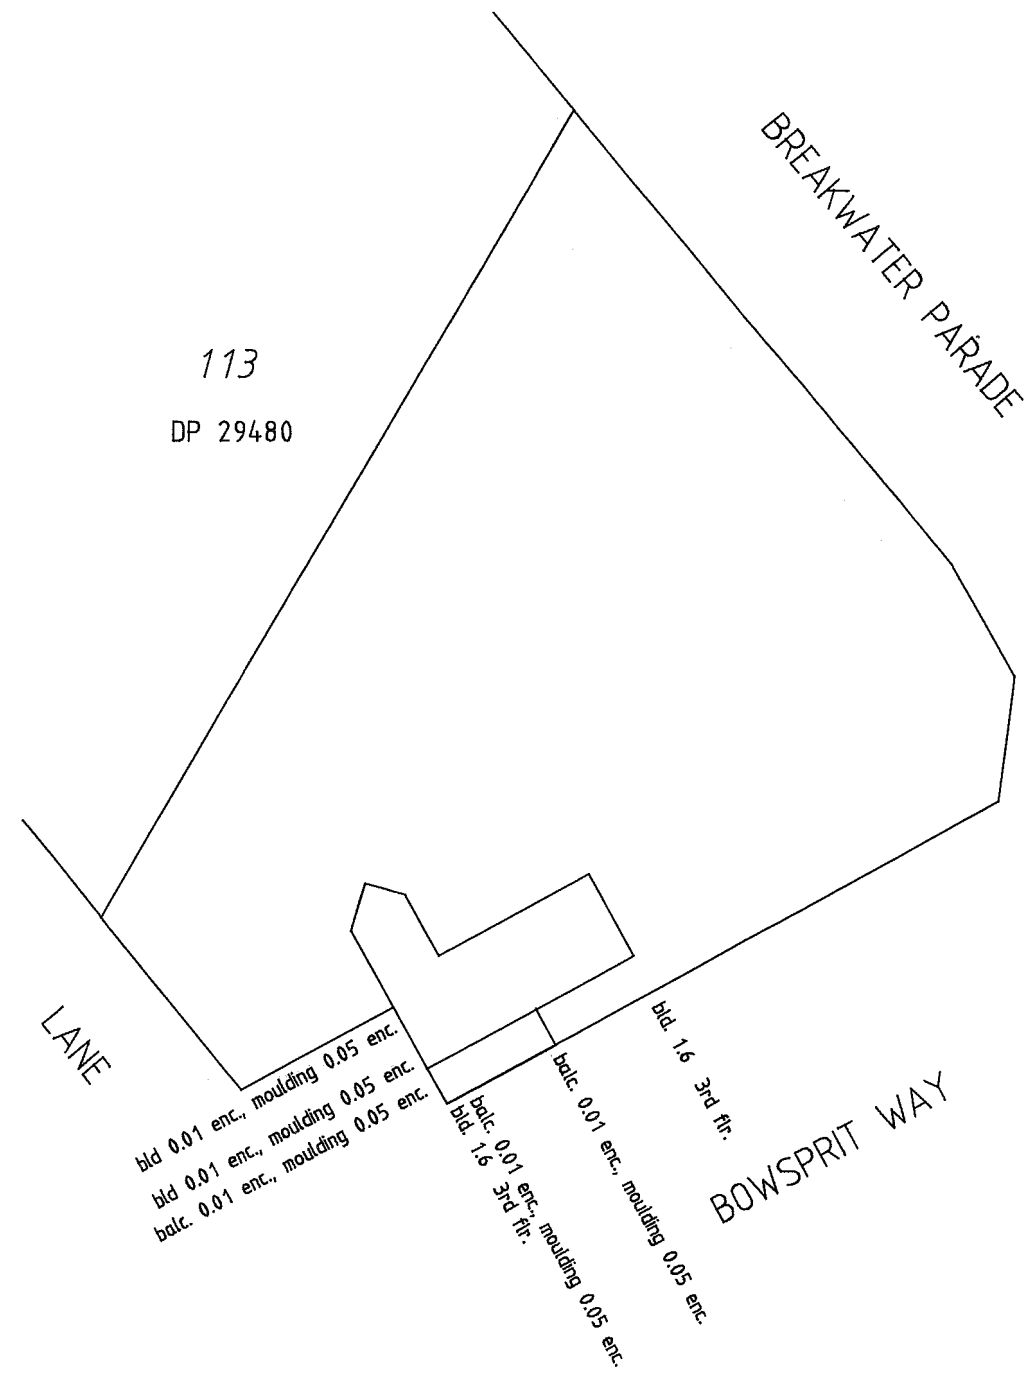 BREAKWATER PARADE
113
DP 29480
LANE
bld 0.01 enc., moulding 0.05 enc.
bld 0.01 enc., moulding 0.05 enc.
balc. 0.01 enc., moulding 0.05 enc.
bld. 1.6 3rd flr.
balc. 0.01 enc., moulding 0.05 enc.
balc. 0.01 enc., moulding 0.05 enc.
bld. 1.6 3rd flr.
BOWSPRIT WAY